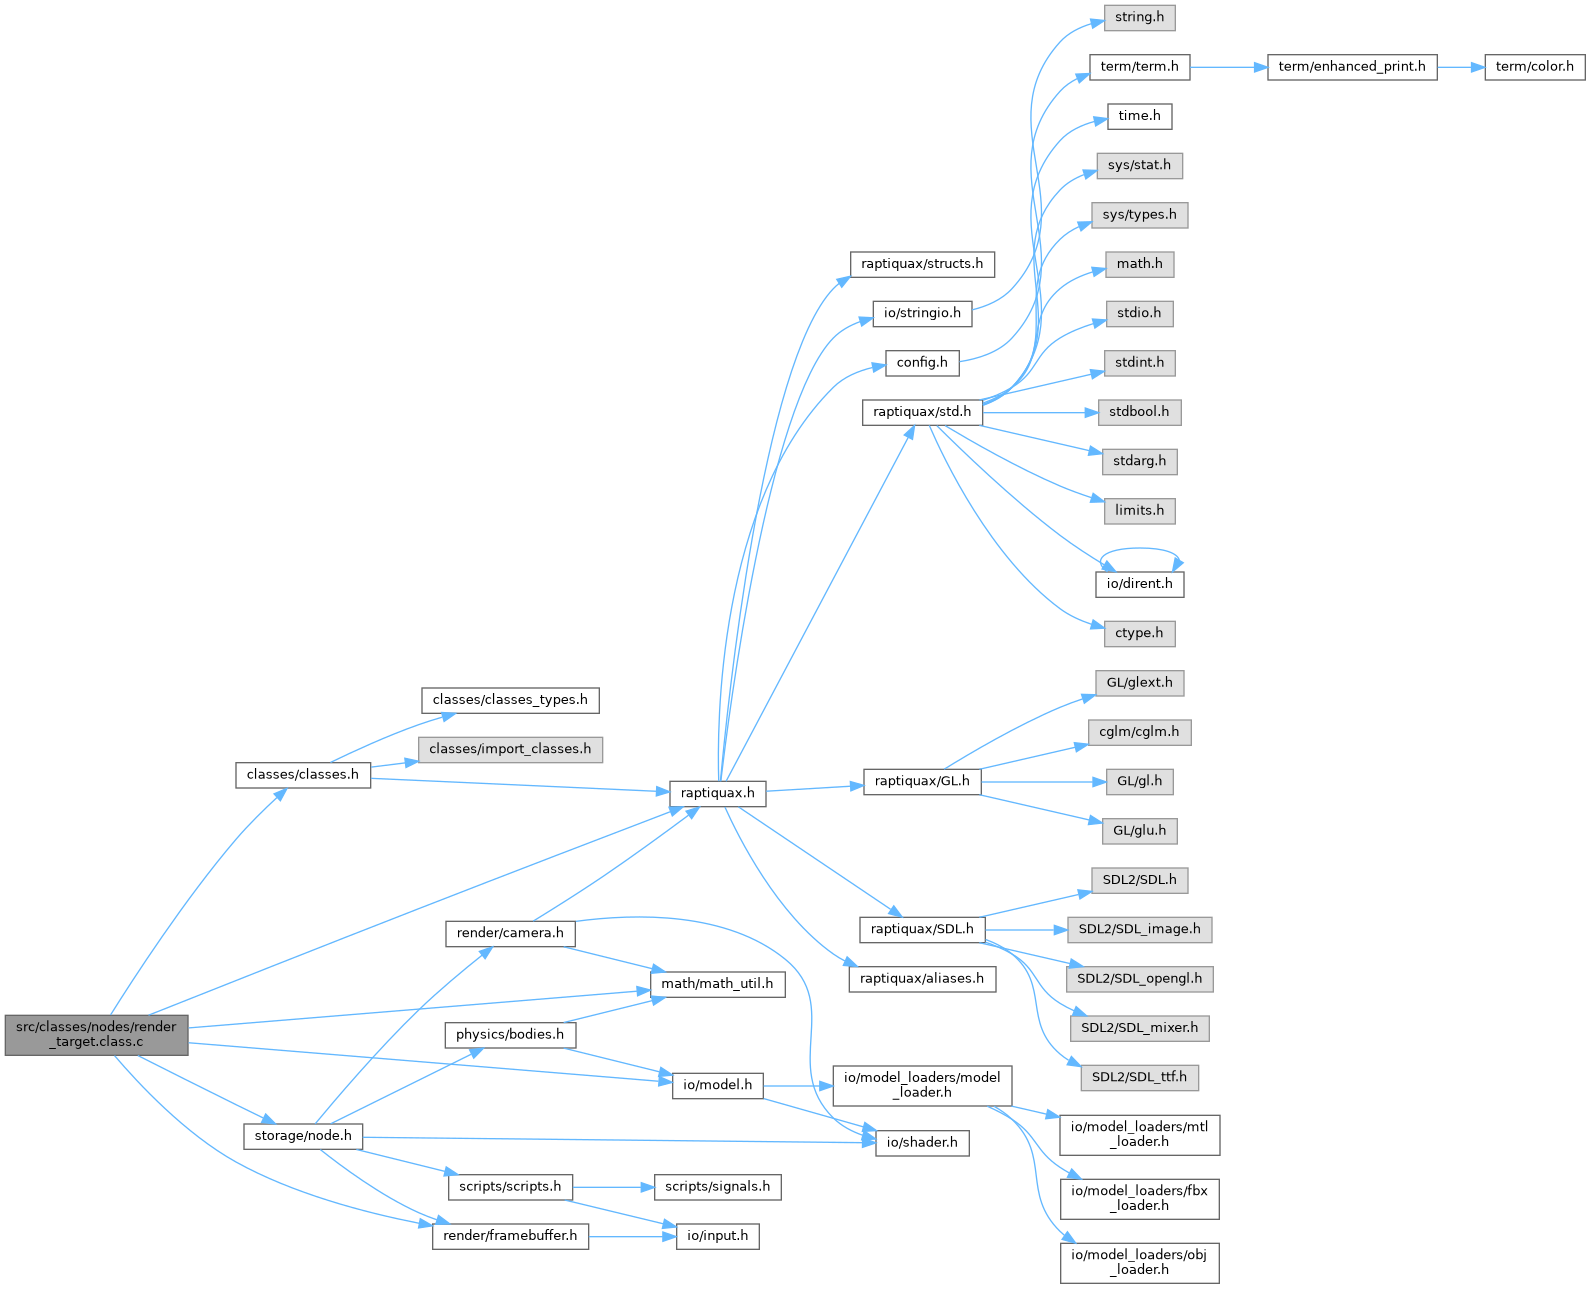 string.h
term/term.h
term/enhanced_print.h
term/color.h
time.h
sys/stat.h
sys/types.h
raptiquax/structs.h
math.h
io/stringio.h
stdio.h
config.h
stdint.h
raptiquax/std.h
stdbool.h
stdarg.h
limits.h
io/dirent.h
ctype.h
GL/glext.h
classes/classes_types.h
cglm/cglm.h
classes/import_classes.h
classes/classes.h
raptiquax/GL.h
GL/gl.h
raptiquax.h
GL/glu.h
SDL2/SDL.h
render/camera.h
raptiquax/SDL.h
SDL2/SDL_image.h
math/math_util.h
raptiquax/aliases.h
SDL2/SDL_opengl.h
src/classes/nodes/render
_target.class.c
physics/bodies.h
SDL2/SDL_mixer.h
io/model.h
io/model_loaders/model
_loader.h
SDL2/SDL_ttf.h
storage/node.h
io/shader.h
io/model_loaders/mtl
_loader.h
scripts/scripts.h
scripts/signals.h
io/model_loaders/fbx
_loader.h
render/framebuffer.h
io/input.h
io/model_loaders/obj
_loader.h